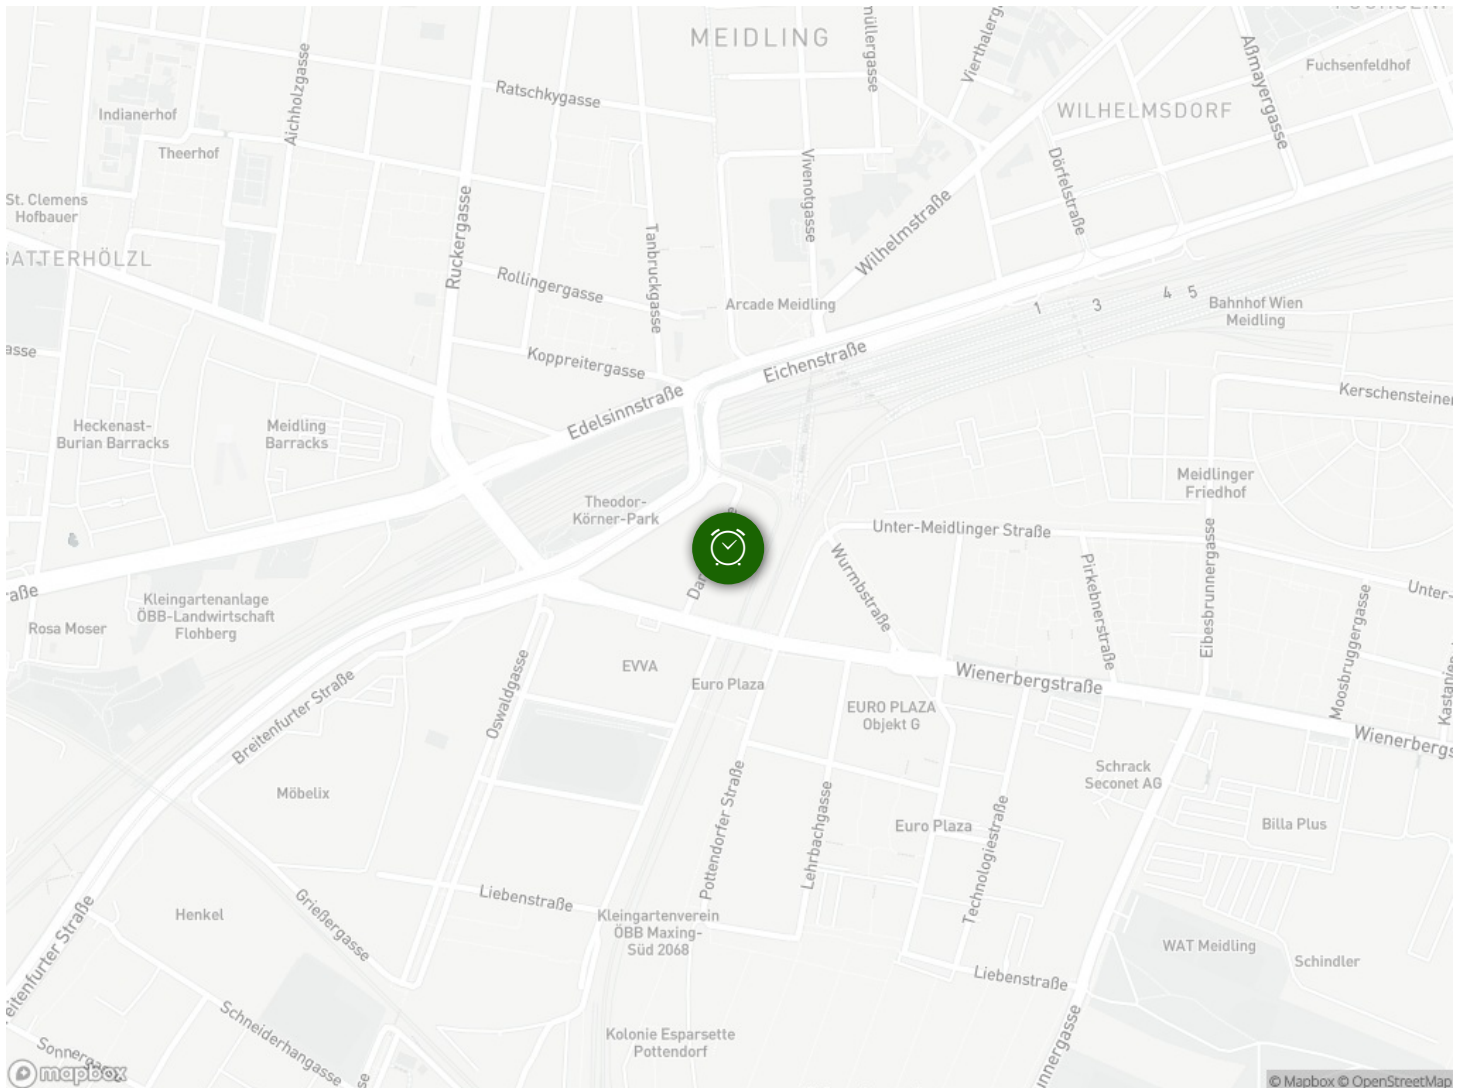 MEIDLING
Ratschkygasse
Aichholzgasse
Indianerhof
Theerhof
St. Clemens
Hofbauer
Ruckergasse
Tanbruckgasse
Vivenotgasse
Wilhelmstraße
WILHELMSDORF
Dörfelstraße
Aßmayergasse
Fuchsenfeldhof
Rollingergasse
Arcade Meidling
1
3
4
5
Bahnhof Wien
Meidling
Koppreitergasse
Eichenstraße
Edelsinnstraße
Heckenast-
Burian Barracks
Meidling
Barracks
Theodor-
Körner-Park
Meidlinger
Friedhof
Unter-Meidlinger Straße
Wurmbstraße
Pirkebnerstraße
Eibesbrunnergasse
Moosbruggergasse
Kleingartenanlage
ÖBB-Landwirtschaft
Flohberg
Rosa Moser
EVVA
Euro Plaza
Wienerbergstraße
EURO PLAZA
Objekt G
Oswaldgasse
Breitenfurter Straße
Möbelix
Schrack
Seconet AG
Billa Plus
Euro Plaza
Pottendorfer Straße
Lehrbachgasse
Technologiestraße
Liebenstraße
Grießergasse
Henkel
Kleingartenverein
ÖBB Maxing-
Süd 2068
WAT Meidling
Schindler
Liebenstraße
Schneiderhangasse
Kolonie Esparsette
Pottendorf
mapbox
© Mapbox © OpenStreetMap